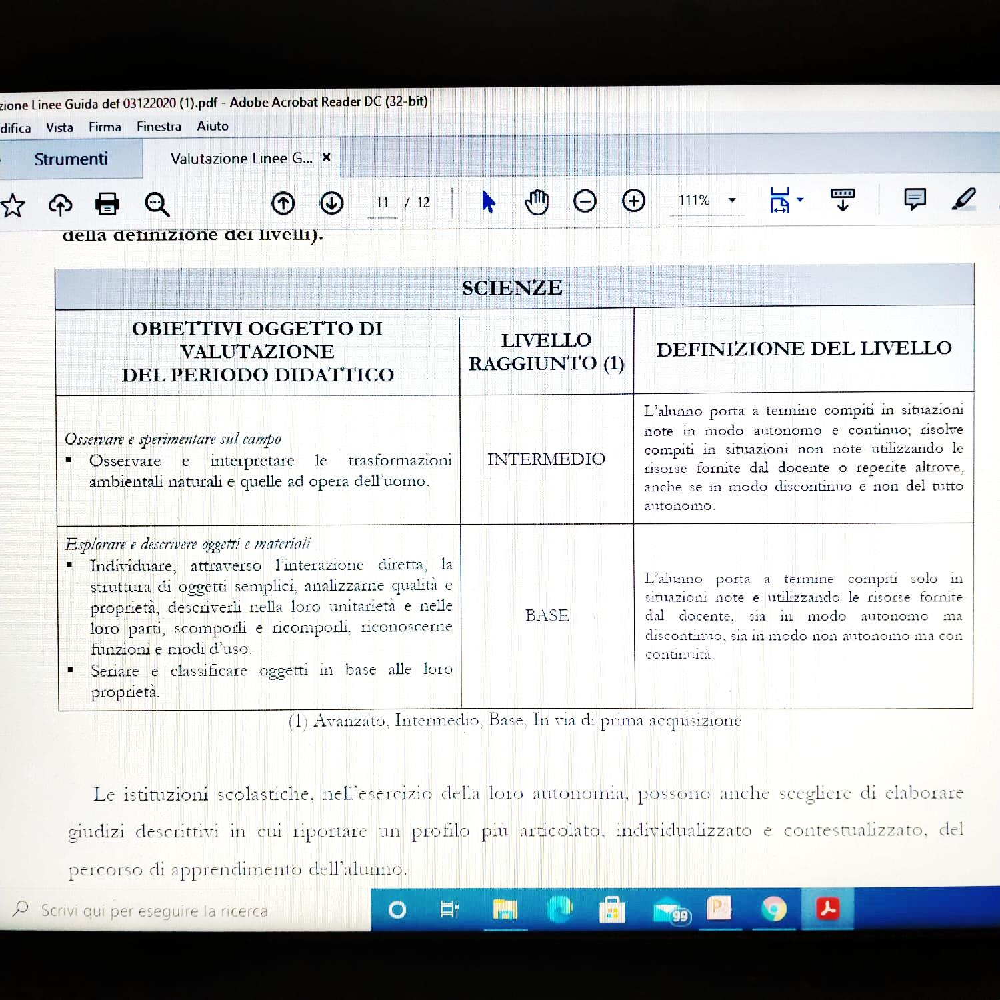 zione Linee Guida def 03122020 (1).pdf - Adobe Acrobat Reader DC (32-bit)
difica Vista Firma Finestra Aiuto
Strumenti
Valutazione Linee G... ×
11 / 12
111%
della definizione dei livelli).
SCIENZE
OBIETTIVI OGGETTO DI
VALUTAZIONE
DEL PERIODO DIDATTICO
LIVELLO
RAGGIUNTO (1)
DEFINIZIONE DEL LIVELLO
Osservare e sperimentare sul campo
▪ Osservare e interpretare le trasformazioni
ambientali naturali e quelle ad opera dell'uomo.
INTERMEDIO
L'alunno porta a termine compiti in situazioni
note in modo autonomo e continuo; risolve
compiti in situazioni non note utilizzando le
risorse fornite dal docente o reperite altrove,
anche se in modo discontinuo e non del tutto
autonomo.
Esplorare e descrivere oggetti e materiali
▪ Individuare, attraverso l'interazione diretta, la
struttura di oggetti semplici, analizzarne qualità e
proprietà, descriverli nella loro unitarietà e nelle
loro parti, scomporli e ricomporli, riconoscerne
funzioni e modi d'uso.
▪ Seriare e classificare oggetti in base alle loro
proprietà.
BASE
L'alunno porta a termine compiti solo in
situazioni note e utilizzando le risorse fornite
dal docente, sia in modo autonomo ma
discontinuo, sia in modo non autonomo ma con
continuità.
(1) Avanzato, Intermedio, Base, In via di prima acquisizione
Le istituzioni scolastiche, nell'esercizio della loro autonomia, possono anche scegliere di elaborare
giudizi descrittivi in cui riportare un profilo più articolato, individualizzato e contestualizzato, del
percorso di apprendimento dell'alunno.
Scrivi qui per eseguire la ricerca
99
P